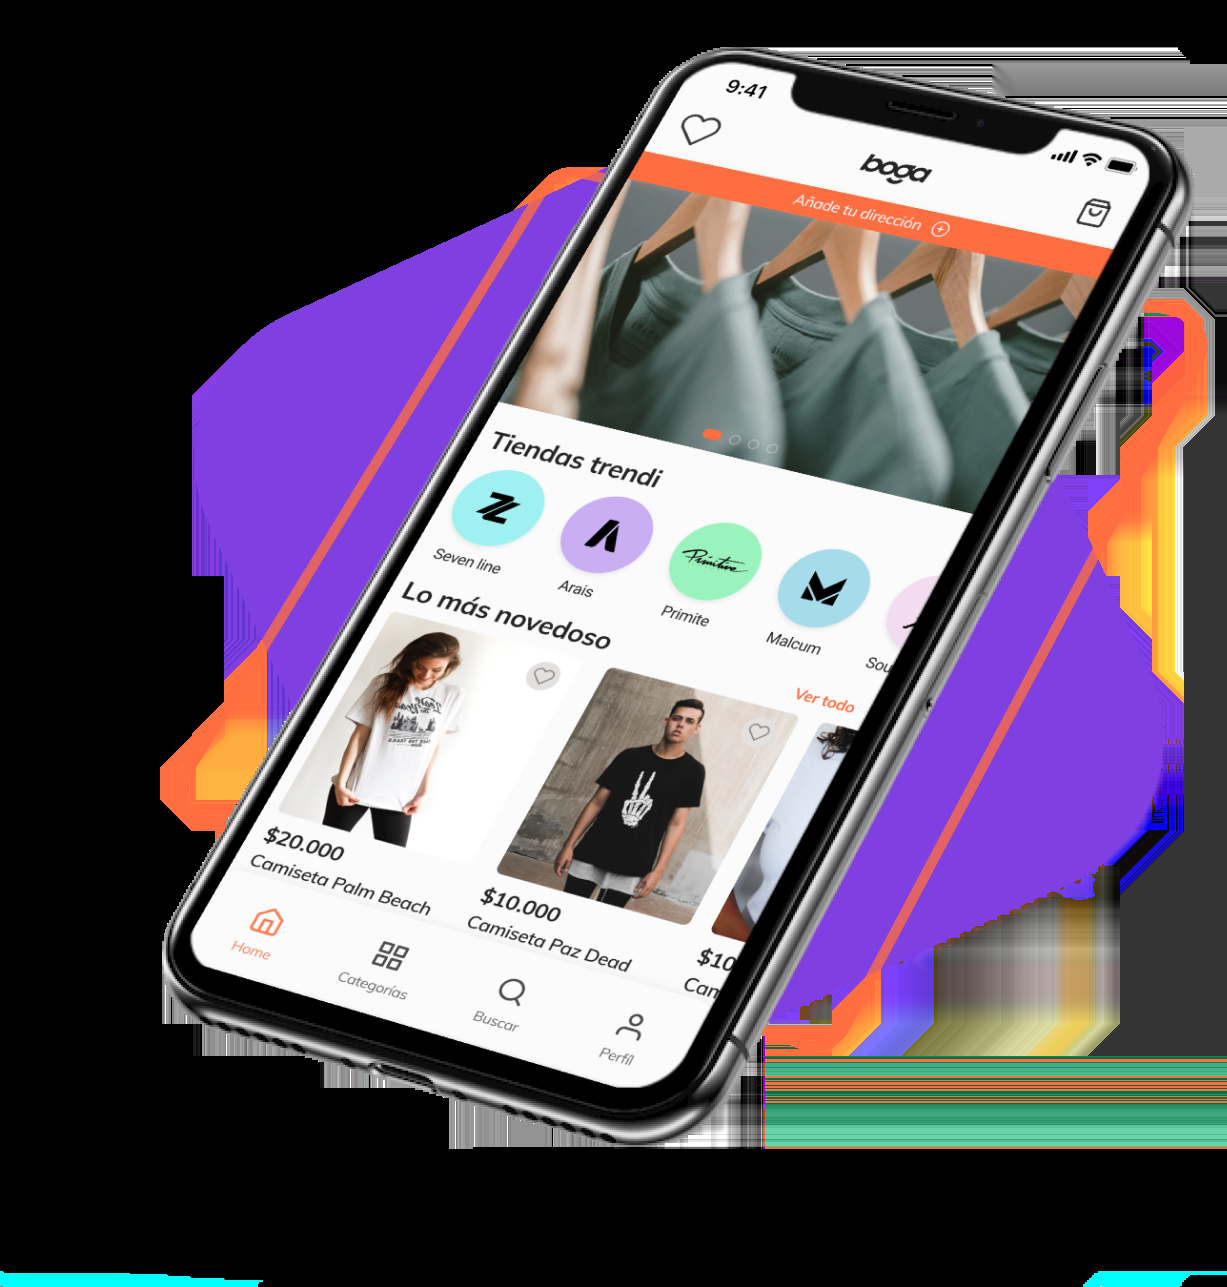 9:41
boga
Añade tu dirección
Tiendas trendi
Primitive
Seven line
Arais
Primite
Malcum
Sou
Lo más novedoso
Ver todo
$20.000
Camiseta Palm Beach
$10.000
Camiseta Paz Dead
$10
Cam
Home
Categorías
Buscar
Perfil